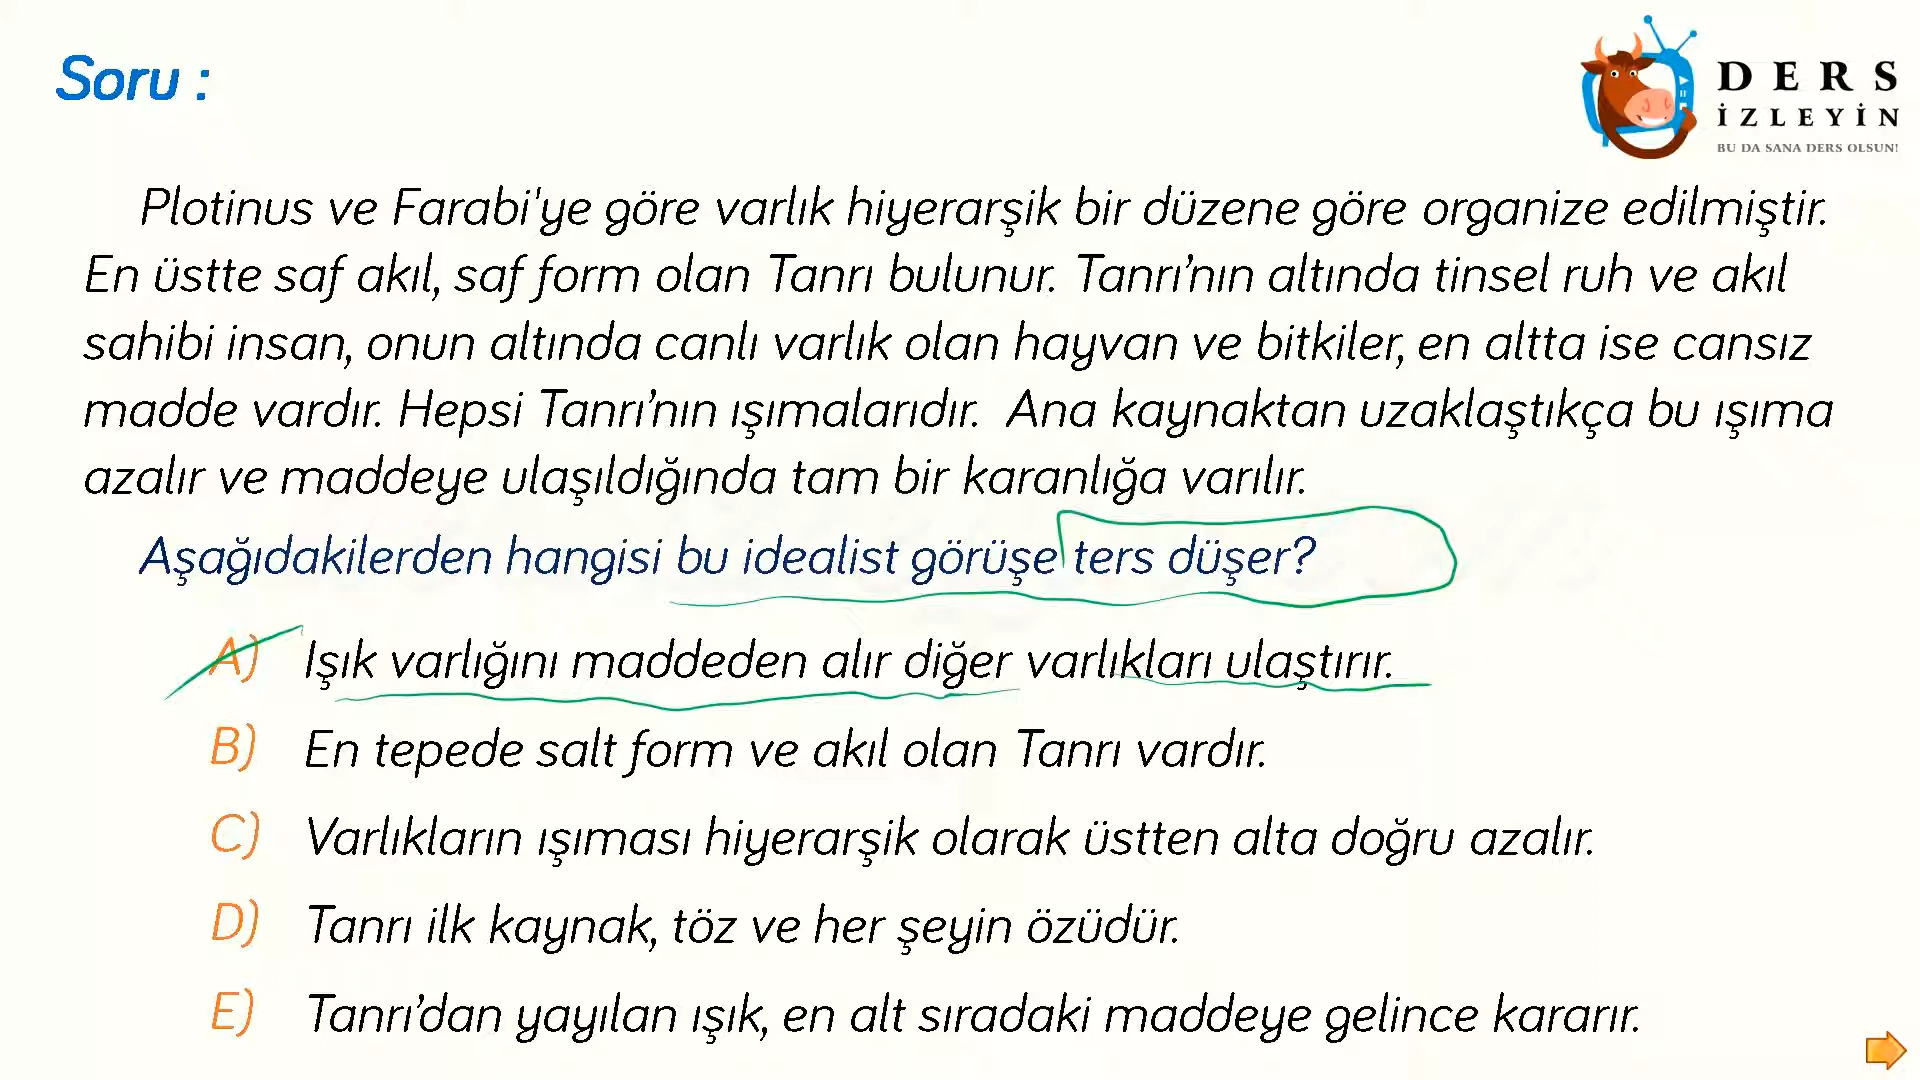 Soru :
DERS
İZLEYİN
BU DA SANA DERS OLSUN!
Plotinus ve Farabi'ye göre varlık hiyerarşik bir düzene göre organize edilmiştir.
En üstte saf akıl, saf form olan Tanrı bulunur. Tanrı’nın altında tinsel ruh ve akıl
sahibi insan, onun altında canlı varlık olan hayvan ve bitkiler, en altta ise cansız
madde vardır. Hepsi Tanrı’nın ışımalarıdır. Ana kaynaktan uzaklaştıkça bu ışıma
azalır ve maddeye ulaşıldığında tam bir karanlığa varılır.
Aşağıdakilerden hangisi bu idealist görüşe ters düşer?
A) Işık varlığını maddeden alır diğer varlıkları ulaştırır.
B) En tepede salt form ve akıl olan Tanrı vardır.
C) Varlıkların ışıması hiyerarşik olarak üstten alta doğru azalır.
D) Tanrı ilk kaynak, töz ve her şeyin özüdür.
E) Tanrı’dan yayılan ışık, en alt sıradaki maddeye gelince kararır.